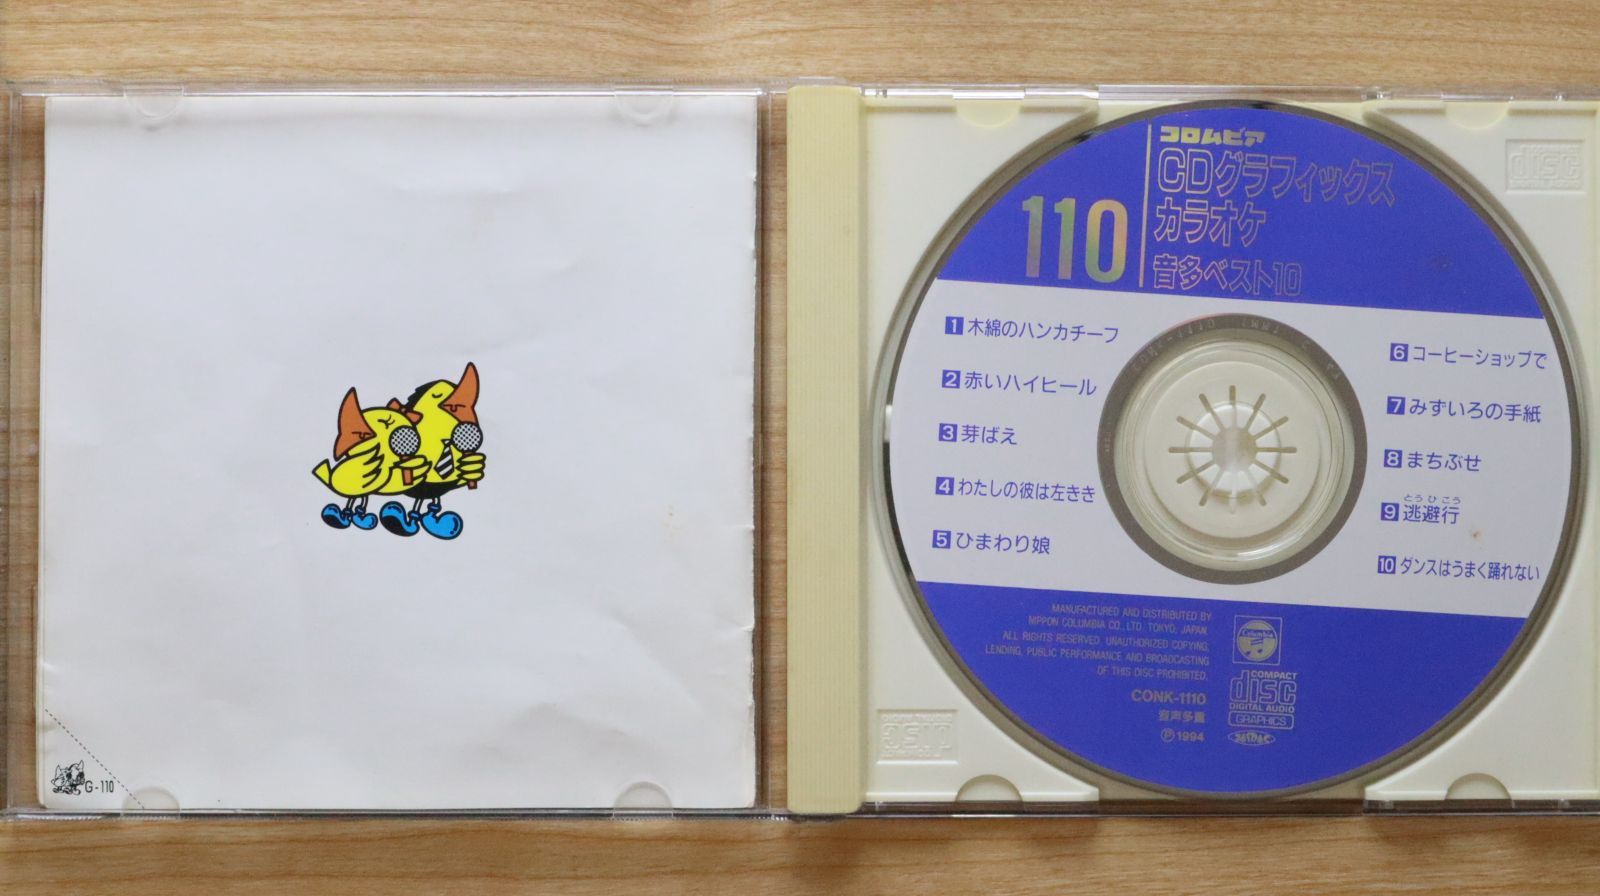 G-110
コロムビア
CDグラフィックス
カラオケ
音多ベスト10
110
1 木綿のハンカチーフ
2 赤いハイヒール
3 芽ばえ
4 わたしの彼は左きき
5 ひまわり娘
6 コーヒーショップで
7 みずいろの手紙
8 まちぶせ
とうひこう
9 逃避行
10 ダンスはうまく踊れない
MANUFACTURED AND DISTRIBUTED BY
NIPPON COLUMBIA CO., LTD. TOKYO, JAPAN.
ALL RIGHTS RESERVED. UNAUTHORIZED COPYING,
LENDING, PUBLIC PERFORMANCE AND BROADCASTING
OF THIS DISC PROHIBITED.
CONK-1110
音声多重
Ⓟ1994
Columbia
COMPACT
disc
DIGITAL AUDIO
GRAPHICS
COMPACT
disc
DIGITAL AUDIO